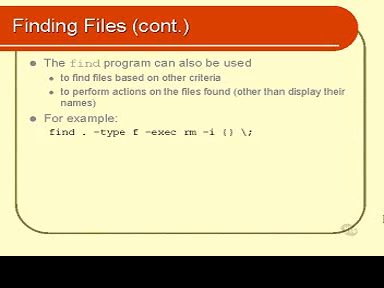 Finding Files (cont.)
The find program can also be used
to find files based on other criteria
to perform actions on the files found (other than display their
names)
For example:
find . -type f -exec rm -i {} \;